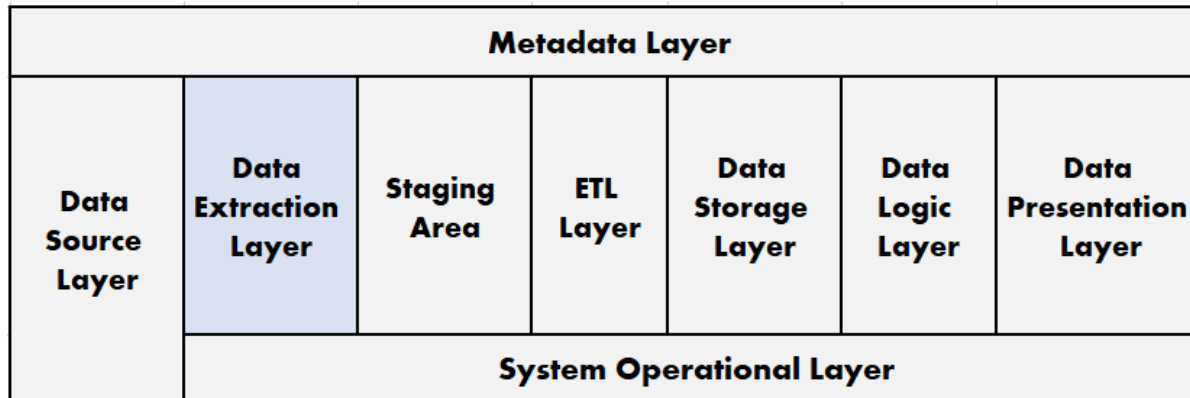 Metadata Layer
Data
Source
Layer
Data
Extraction
Layer
Staging
Area
ETL
Layer
Data
Storage
Layer
Data
Logic
Layer
Data
Presentation
Layer
System Operational Layer